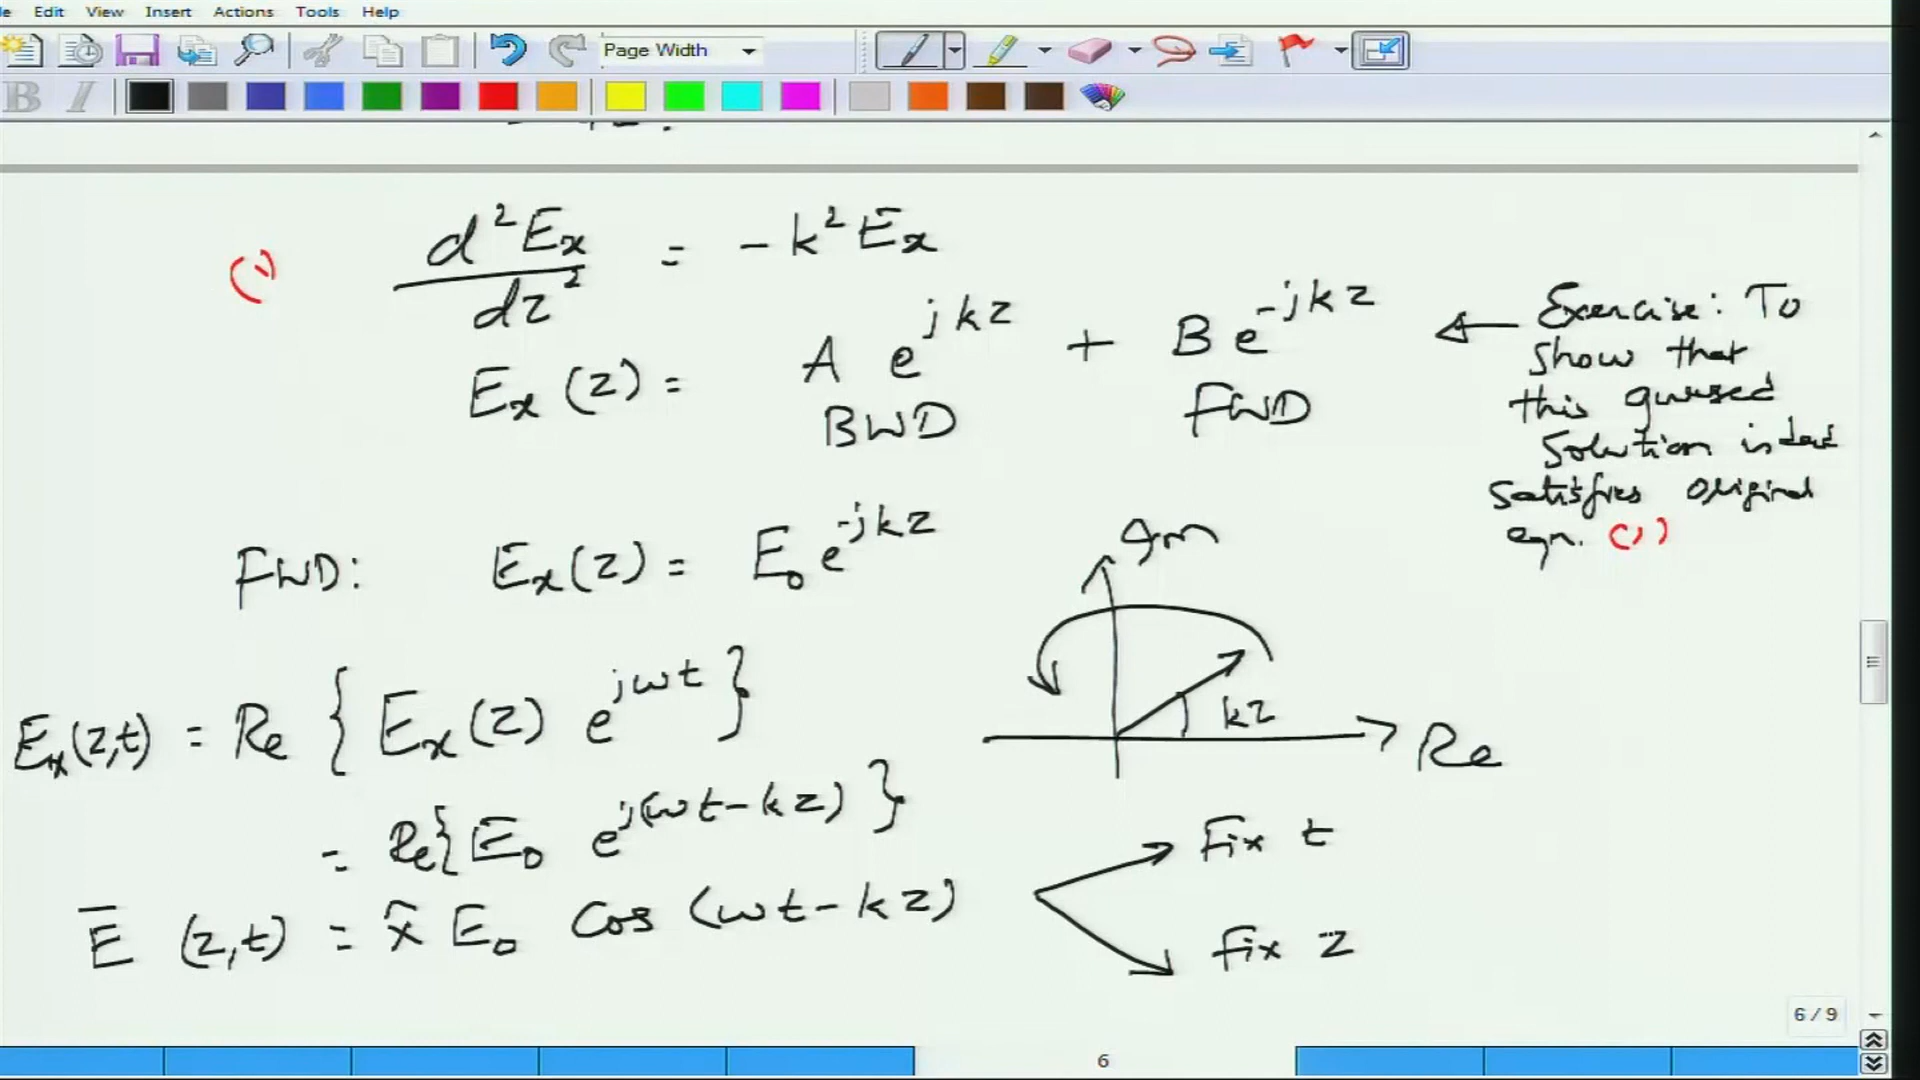 Edit View Insert Actions Tools Help
Page Width
B I
(1) d²Ex/dz² = -k² Ex
Ex(z) = A e^jkz + B e^-jkz
BWD FWD
Exercise: To
show that
this guessed
Solution indeed
satisfies original
eqn. (1)
FWD: Ex(z) = E₀ e^-jkz
Im
kz
Re
Ex(z,t) = Re { Ex(z) e^jωt }
= Re{ E₀ e^j(ωt-kz) }
E̅ (z,t) = x̂ E₀ Cos (ωt-kz)
Fix t
Fix z
6 / 9
6